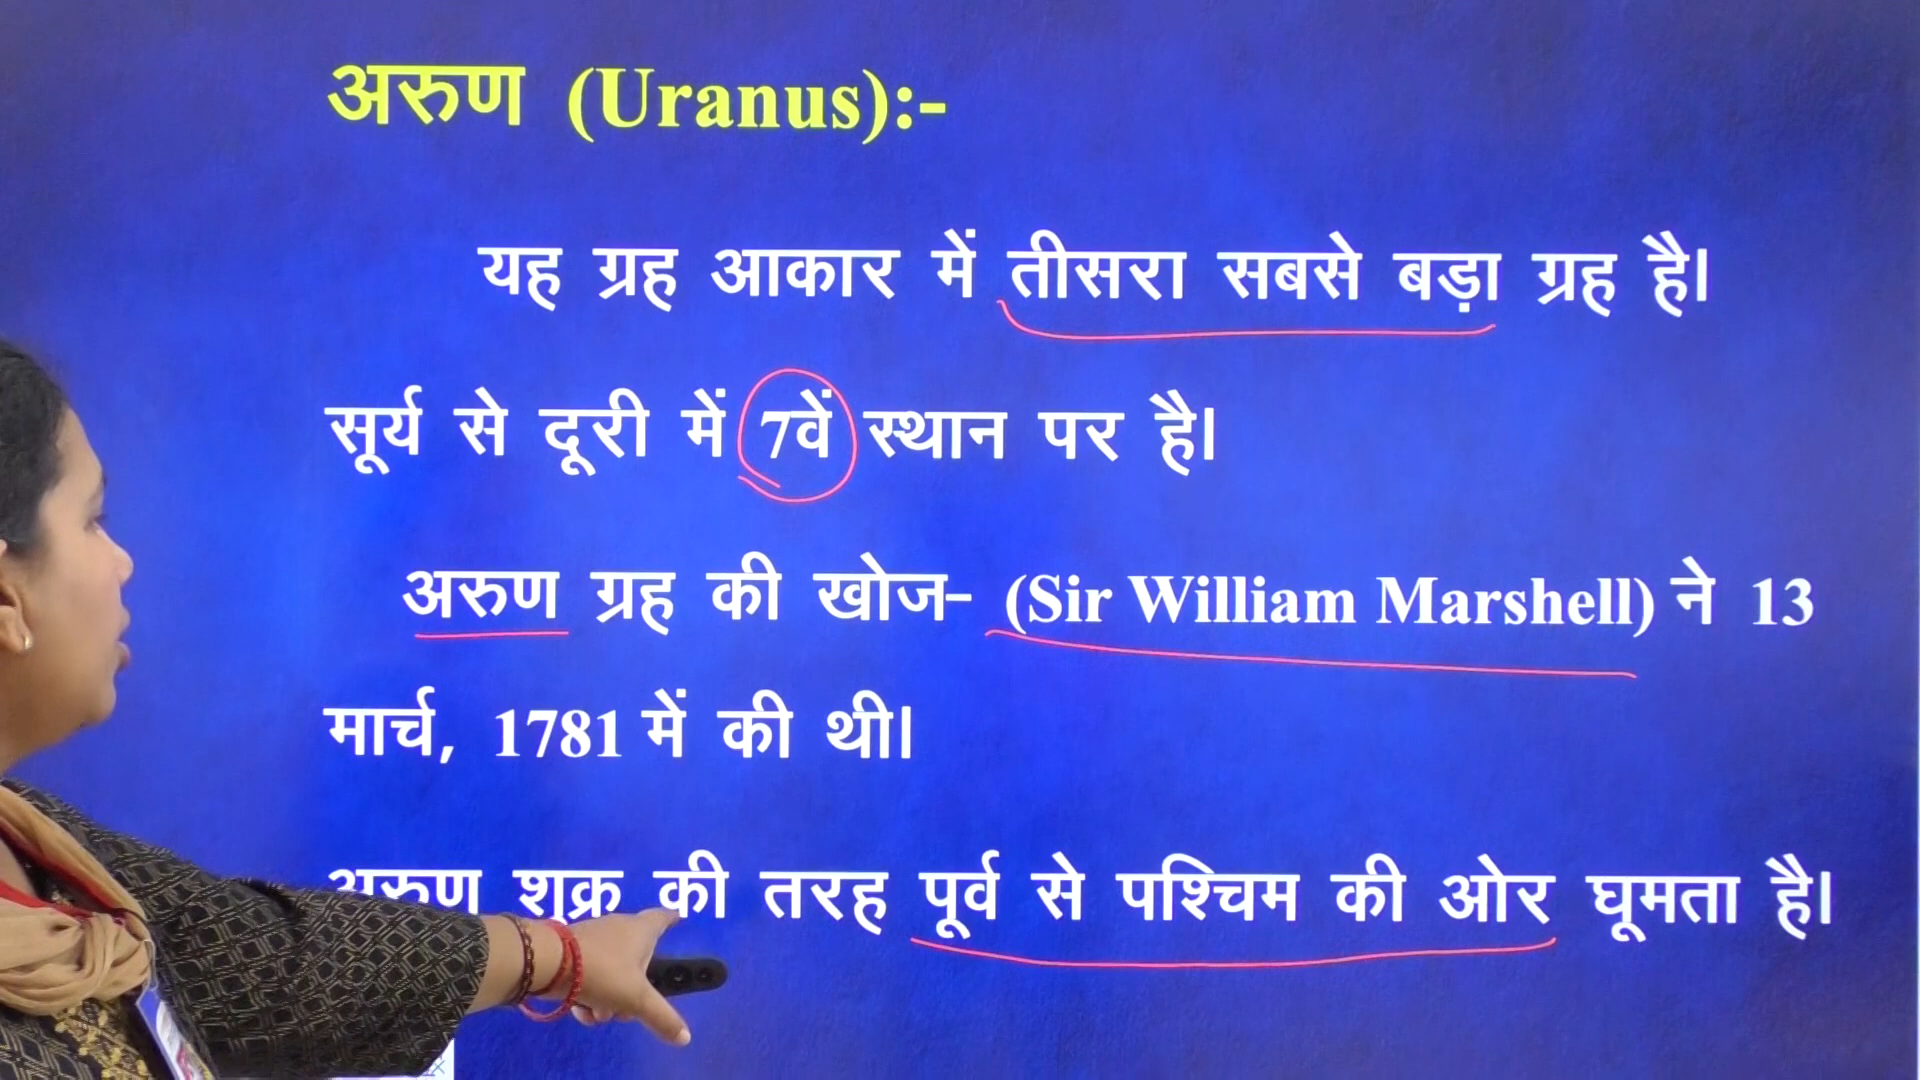 अरुण (Uranus):-
यह ग्रह आकार में तीसरा सबसे बड़ा ग्रह है।
सूर्य से दूरी में 7वें स्थान पर है।
अरुण ग्रह की खोज- (Sir William Marshell) ने 13
मार्च, 1781 में की थी।
अरुण शुक्र की तरह पूर्व से पश्चिम की ओर घूमता है।